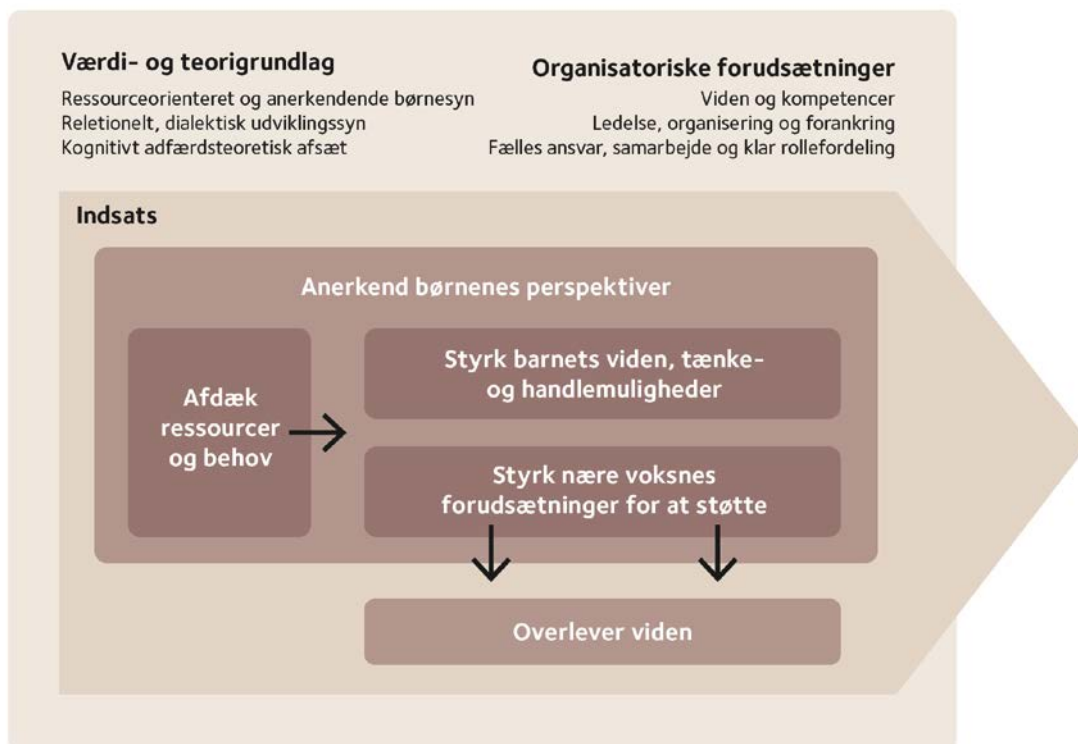 Værdi- og teorigrundlag
Ressourceorienteret og anerkendende børnesyn
Reletionelt, dialektisk udviklingssyn
Kognitivt adfærdsteoretisk afsæt
Organisatoriske forudsætninger
Viden og kompetencer
Ledelse, organisering og forankring
Fælles ansvar, samarbejde og klar rollefordeling
Indsats
Anerkend børnenes perspektiver
Afdæk
ressourcer
og behov
Styrk barnets viden, tænke-
og handlemuligheder
Styrk nære voksnes
forudsætninger for at støtte
Overlever viden